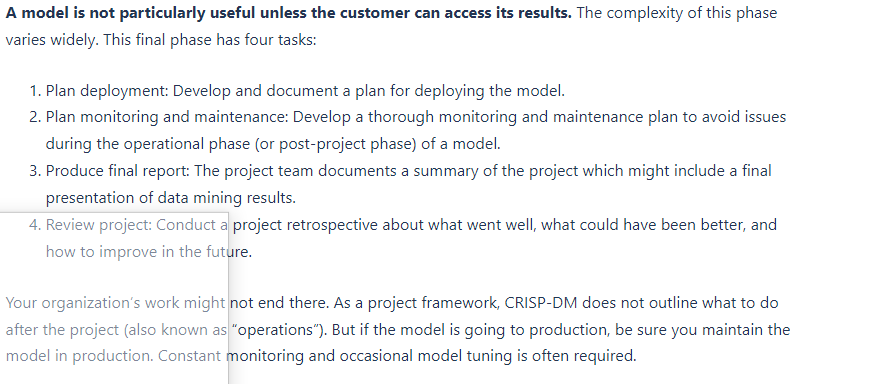 A model is not particularly useful unless the customer can access its results. The complexity of this phase
varies widely. This final phase has four tasks:
1. Plan deployment: Develop and document a plan for deploying the model.
2. Plan monitoring and maintenance: Develop a thorough monitoring and maintenance plan to avoid issues
during the operational phase (or post-project phase) of a model.
3. Produce final report: The project team documents a summary of the project which might include a final
presentation of data mining results.
4. Review project: Conduct a project retrospective about what went well, what could have been better, and
how to improve in the future.
Your organization's work might not end there. As a project framework, CRISP-DM does not outline what to do
after the project (also known as "operations"). But if the model is going to production, be sure you maintain the
model in production. Constant monitoring and occasional model tuning is often required.